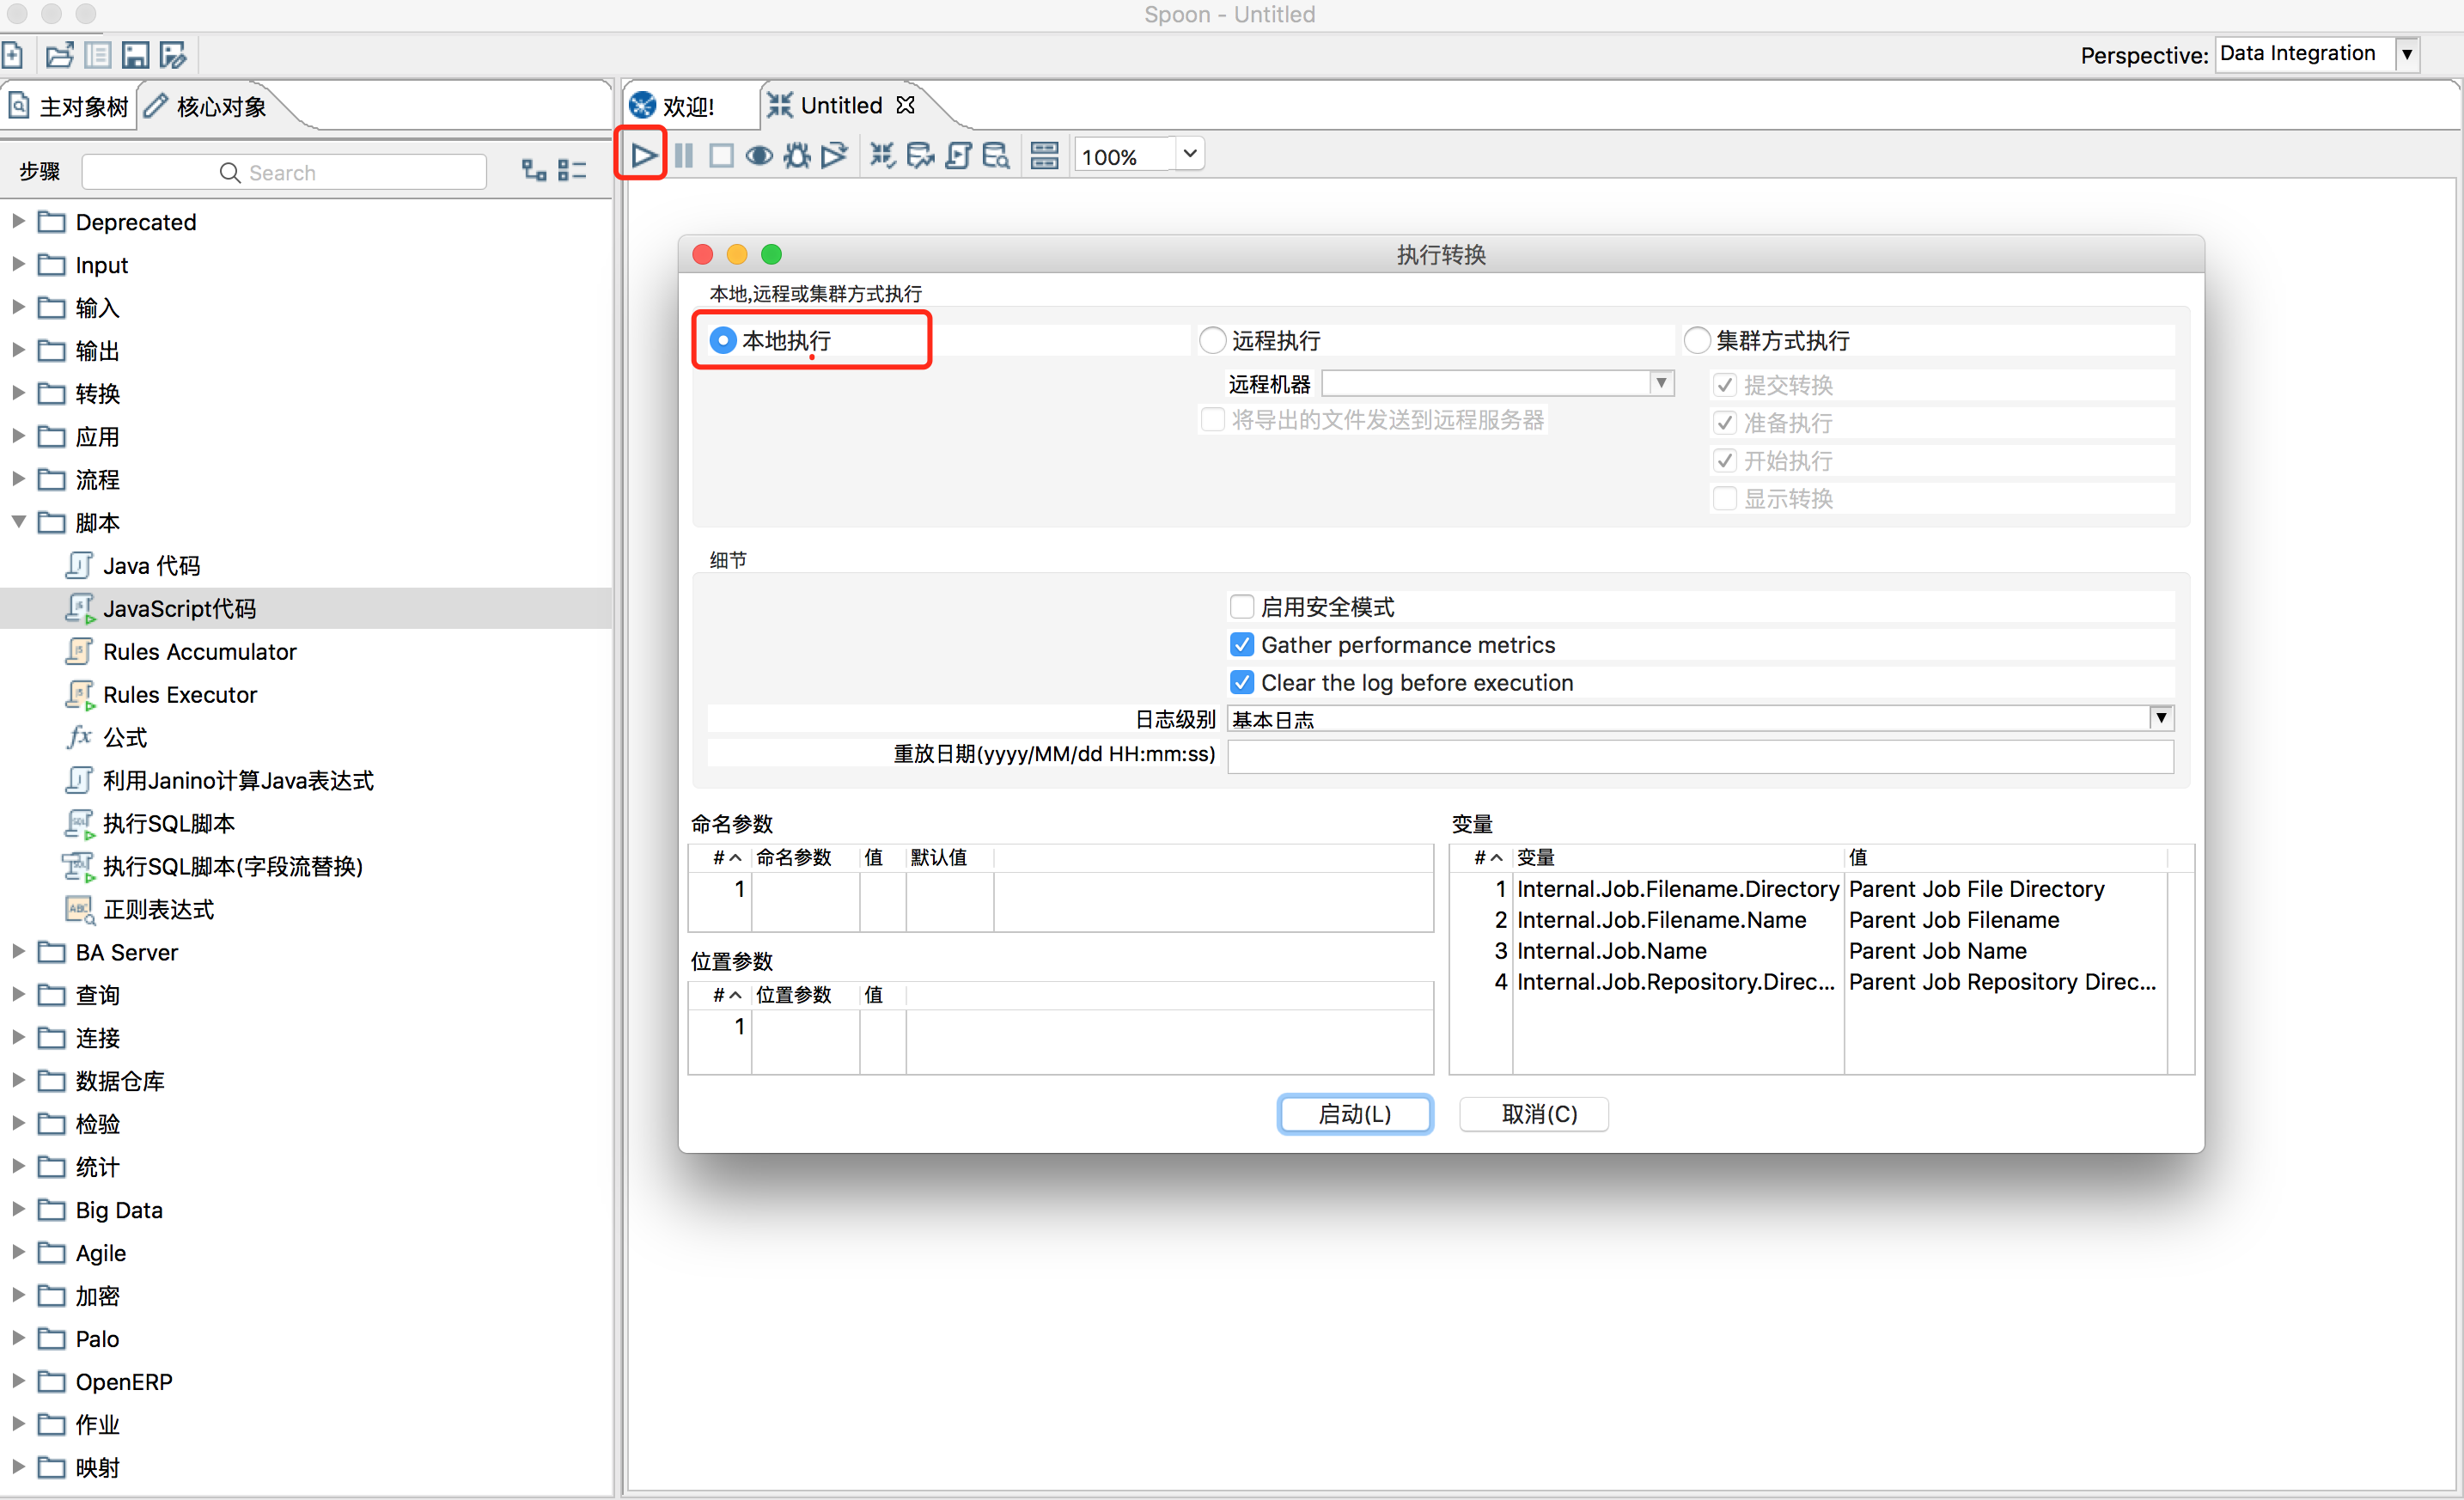 Spoon - Untitled
Perspective: Data Integration
主对象树 核心对象
欢迎! Untitled
步骤 Search
100%
Deprecated
Input
输入
输出
转换
应用
流程
脚本
Java 代码
JavaScript代码
Rules Accumulator
Rules Executor
公式
利用Janino计算Java表达式
执行SQL脚本
执行SQL脚本(字段流替换)
正则表达式
BA Server
查询
连接
数据仓库
检验
统计
Big Data
Agile
加密
Palo
OpenERP
作业
映射
执行转换
本地,远程或集群方式执行
本地执行 远程执行 集群方式执行
远程机器 提交转换
将导出的文件发送到远程服务器 准备执行
开始执行
显示转换
细节
启用安全模式
Gather performance metrics
Clear the log before execution
日志级别 基本日志
重放日期(yyyy/MM/dd HH:mm:ss)
命名参数
# 命名参数 值 默认值
1
位置参数
# 位置参数 值
1
变量
# 变量 值
1 Internal.Job.Filename.Directory Parent Job File Directory
2 Internal.Job.Filename.Name Parent Job Filename
3 Internal.Job.Name Parent Job Name
4 Internal.Job.Repository.Direc... Parent Job Repository Direc...
启动(L) 取消(C)